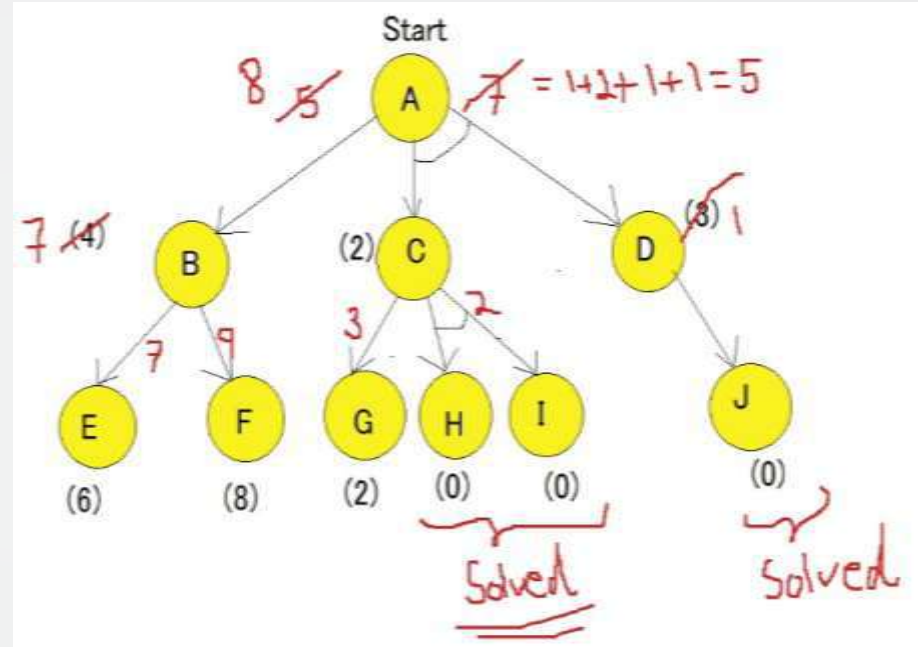 Start
8 5 A 7 = 1+2+1+1=5
7 (4) B (2) C D (3) 1
7 9 3 2
E F G H I J
(6) (8) (2) (0) (0) (0)
Solved Solved